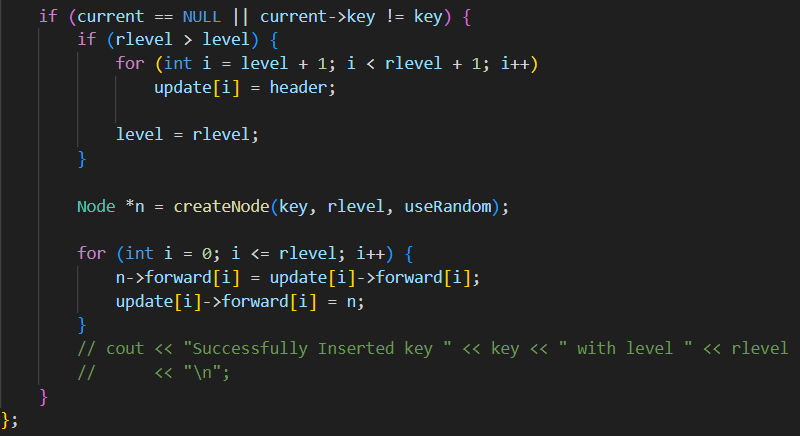 if (current == NULL || current->key != key) {
if (rlevel > level) {
for (int i = level + 1; i < rlevel + 1; i++)
update[i] = header;
level = rlevel;
}
Node *n = createNode(key, rlevel, useRandom);
for (int i = 0; i <= rlevel; i++) {
n->forward[i] = update[i]->forward[i];
update[i]->forward[i] = n;
}
// cout << "Successfully Inserted key " << key << " with level " << rlevel
//      << "\n";
}
};